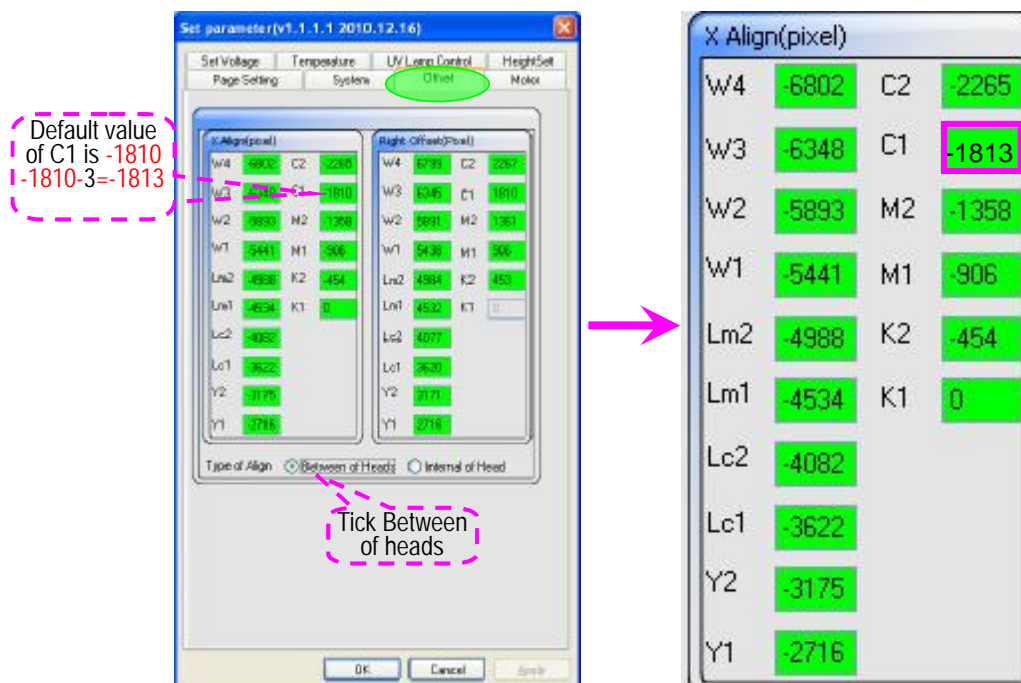 Set parameter(v1.1.1.1 2010.12.16)
Set Voltage Temperature UV Lamp Control HeightSet
Page Setting System Offset Motor
Default value
of C1 is -1810
-1810-3=-1813
X Align(pixel)
W4 -6802 C2 -2265
W3 -6348 C1 -1810
W2 -5893 M2 -1358
W1 -5441 M1 -906
Lm2 -4988 K2 -454
Lm1 -4534 K1 0
Lc2 -4082
Lc1 -3622
Y2 -3175
Y1 -2716
Right Offset(Pixel)
W4 6799 C2 2267
W3 6345 C1 1810
W2 5891 M2 1361
W1 5438 M1 906
Lm2 4984 K2 453
Lm1 4532 K1 0
Lc2 4077
Lc1 3620
Y2 3171
Y1 2716
Type of Align Between of Heads Internal of Head
Tick Between
of heads
OK Cancel Apply
X Align(pixel)
W4 -6802 C2 -2265
W3 -6348 C1 -1813
W2 -5893 M2 -1358
W1 -5441 M1 -906
Lm2 -4988 K2 -454
Lm1 -4534 K1 0
Lc2 -4082
Lc1 -3622
Y2 -3175
Y1 -2716